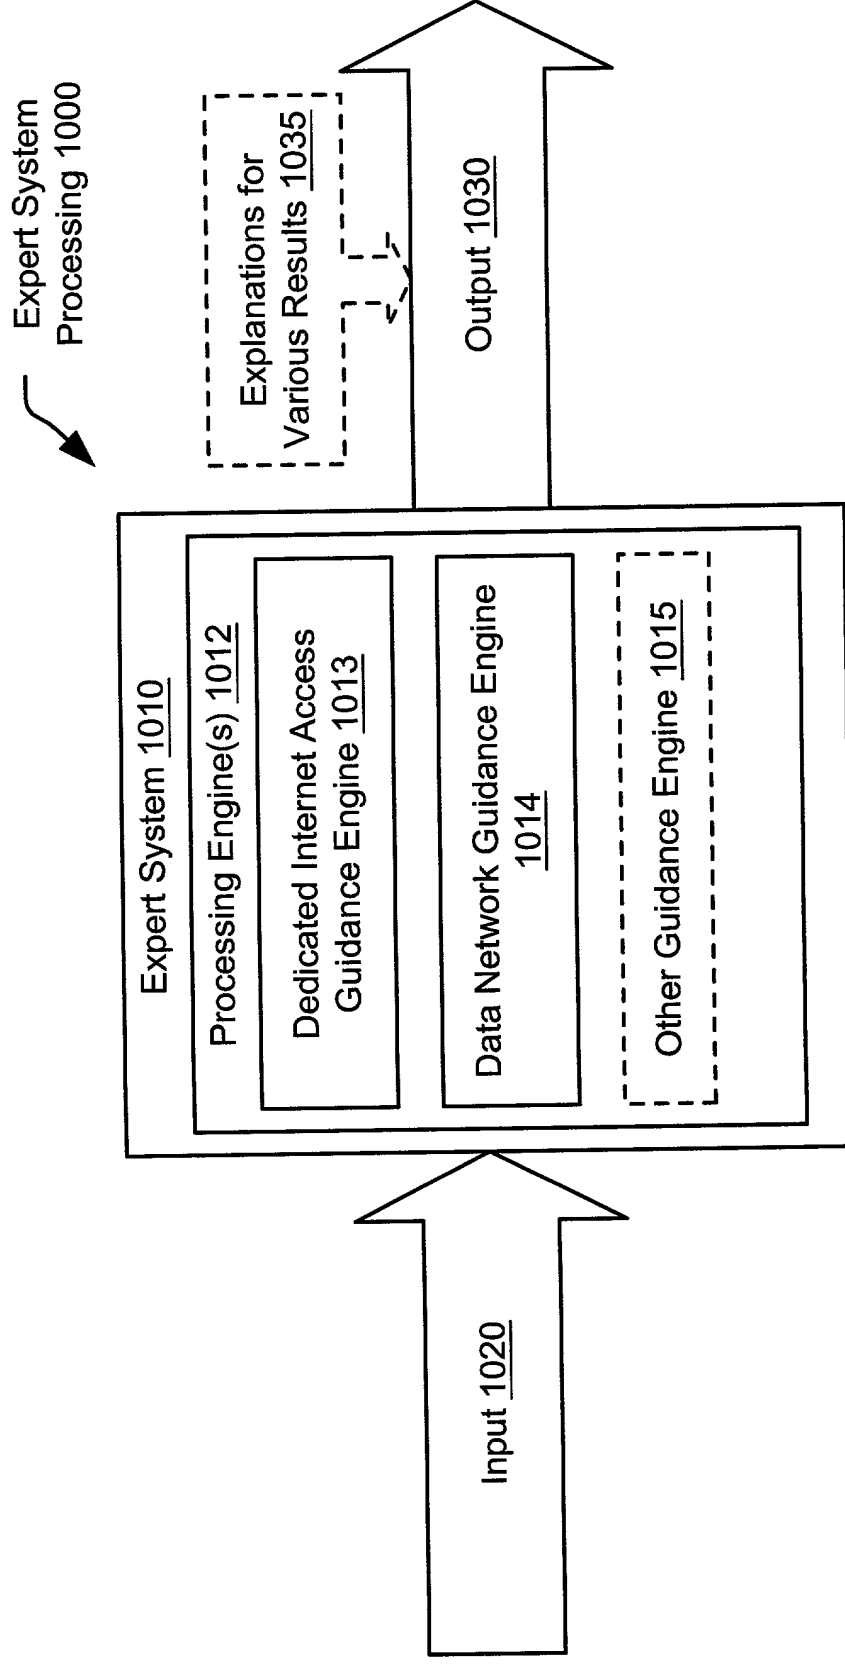 Expert System
Processing 1000
Expert System 1010
Processing Engine(s) 1012
Dedicated Internet Access
Guidance Engine 1013
Data Network Guidance Engine
1014
Other Guidance Engine 1015
Input 1020
Explanations for
Various Results 1035
Output 1030